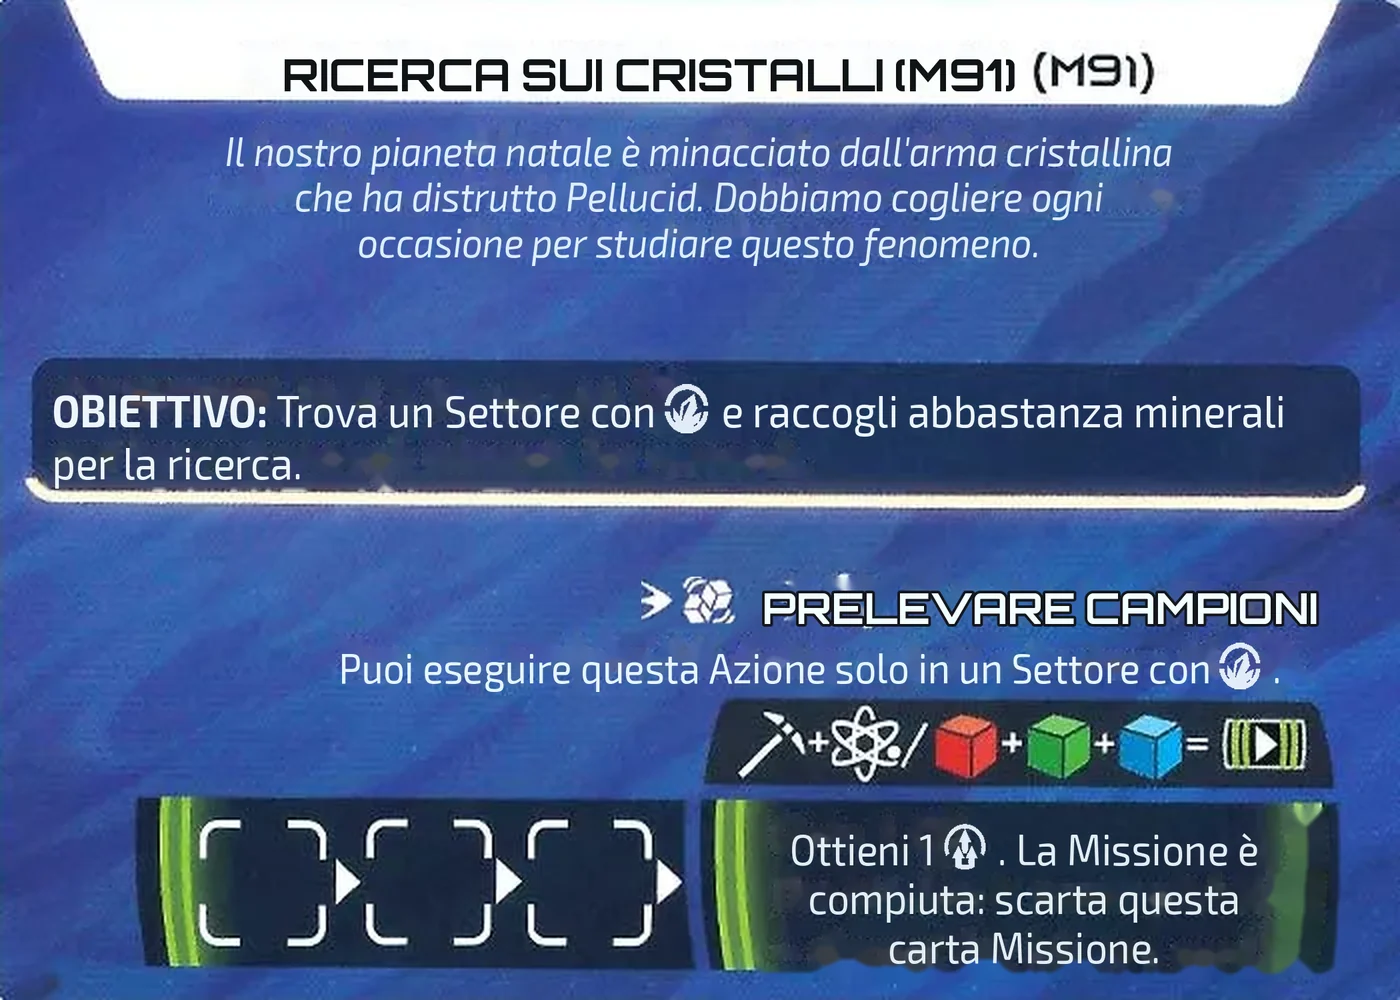 RICERCA SUI CRISTALLI (M91) (M91)
Il nostro pianeta natale è minacciato dall'arma cristallina
che ha distrutto Pellucid. Dobbiamo cogliere ogni
occasione per studiare questo fenomeno.
OBIETTIVO: Trova un Settore con e raccogli abbastanza minerali
per la ricerca.
PRELEVARE CAMPIONI
Puoi eseguire questa Azione solo in un Settore con .
+ / + + =
Ottieni 1 . La Missione è
compiuta: scarta questa
carta Missione.